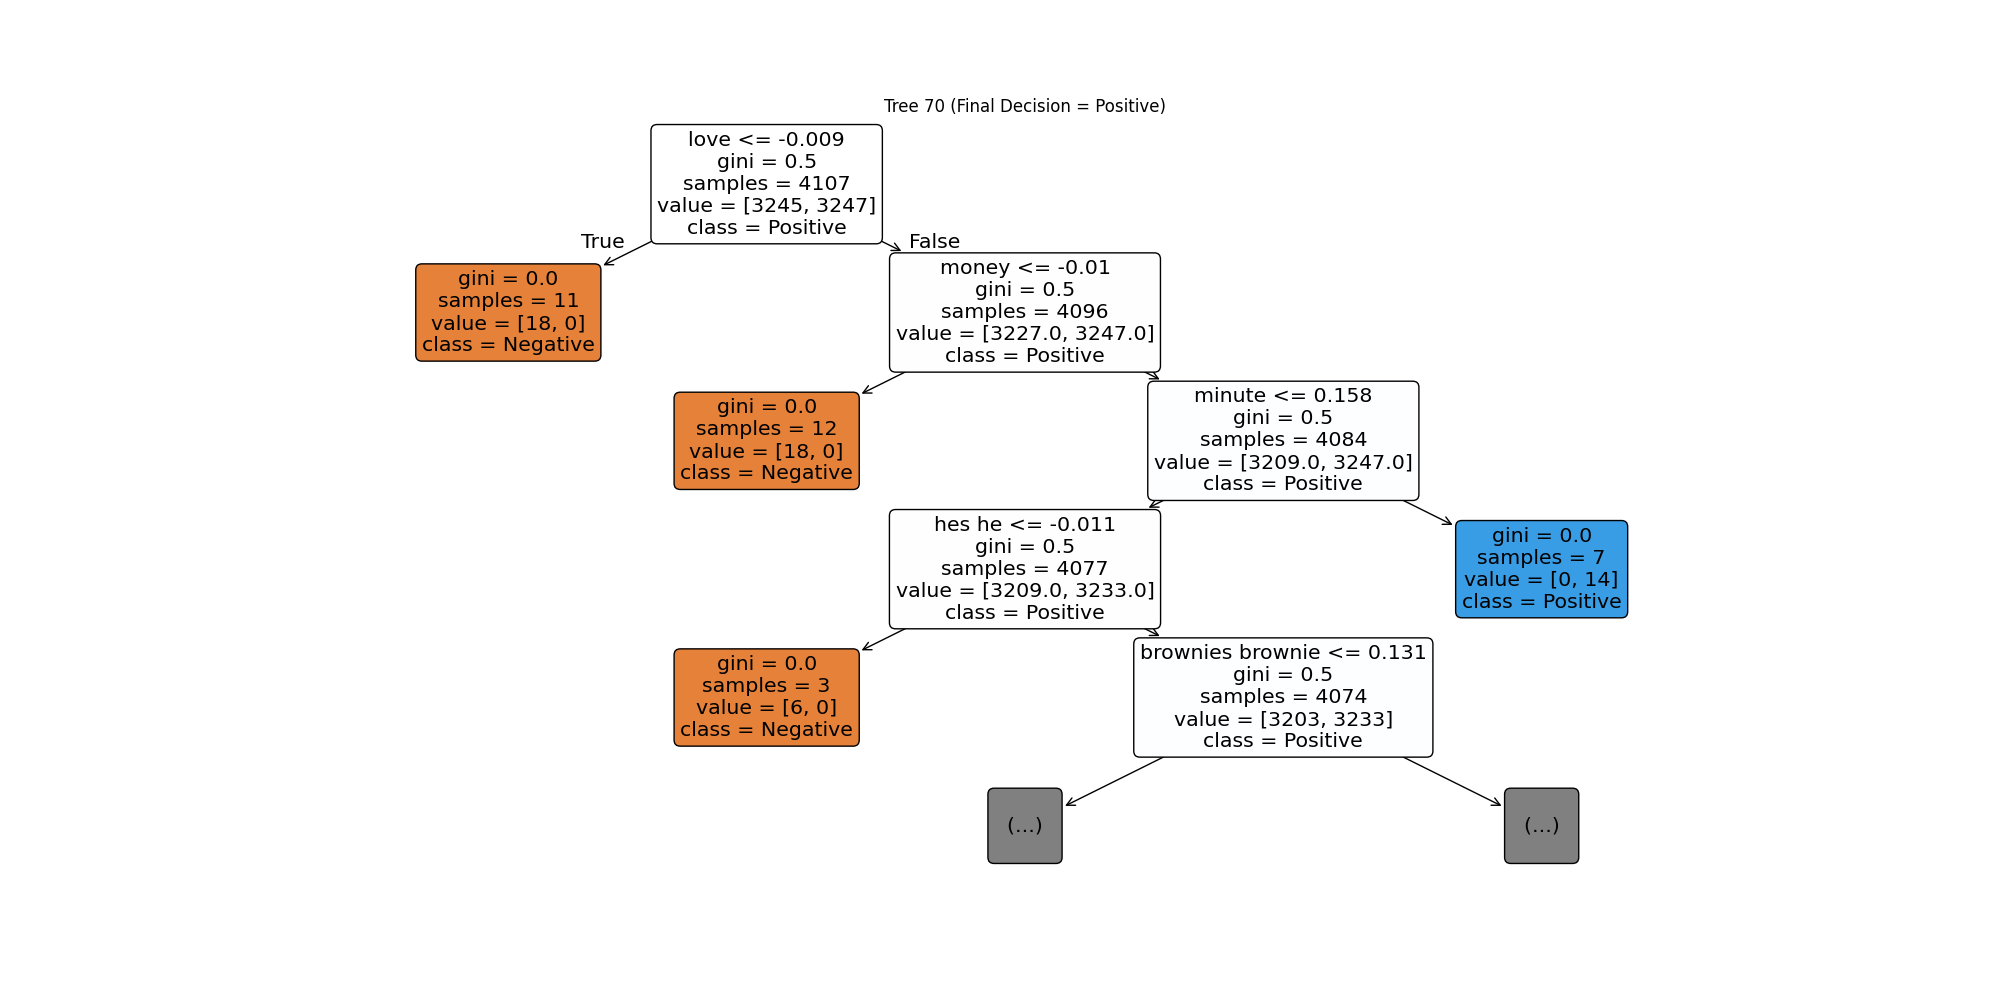 Tree 70 (Final Decision = Positive)
love <= -0.009
gini = 0.5
samples = 4107
value = [3245, 3247]
class = Positive
True
False
gini = 0.0
samples = 11
value = [18, 0]
class = Negative
money <= -0.01
gini = 0.5
samples = 4096
value = [3227.0, 3247.0]
class = Positive
gini = 0.0
samples = 12
value = [18, 0]
class = Negative
minute <= 0.158
gini = 0.5
samples = 4084
value = [3209.0, 3247.0]
class = Positive
hes he <= -0.011
gini = 0.5
samples = 4077
value = [3209.0, 3233.0]
class = Positive
gini = 0.0
samples = 7
value = [0, 14]
class = Positive
gini = 0.0
samples = 3
value = [6, 0]
class = Negative
brownies brownie <= 0.131
gini = 0.5
samples = 4074
value = [3203, 3233]
class = Positive
(...)
(...)